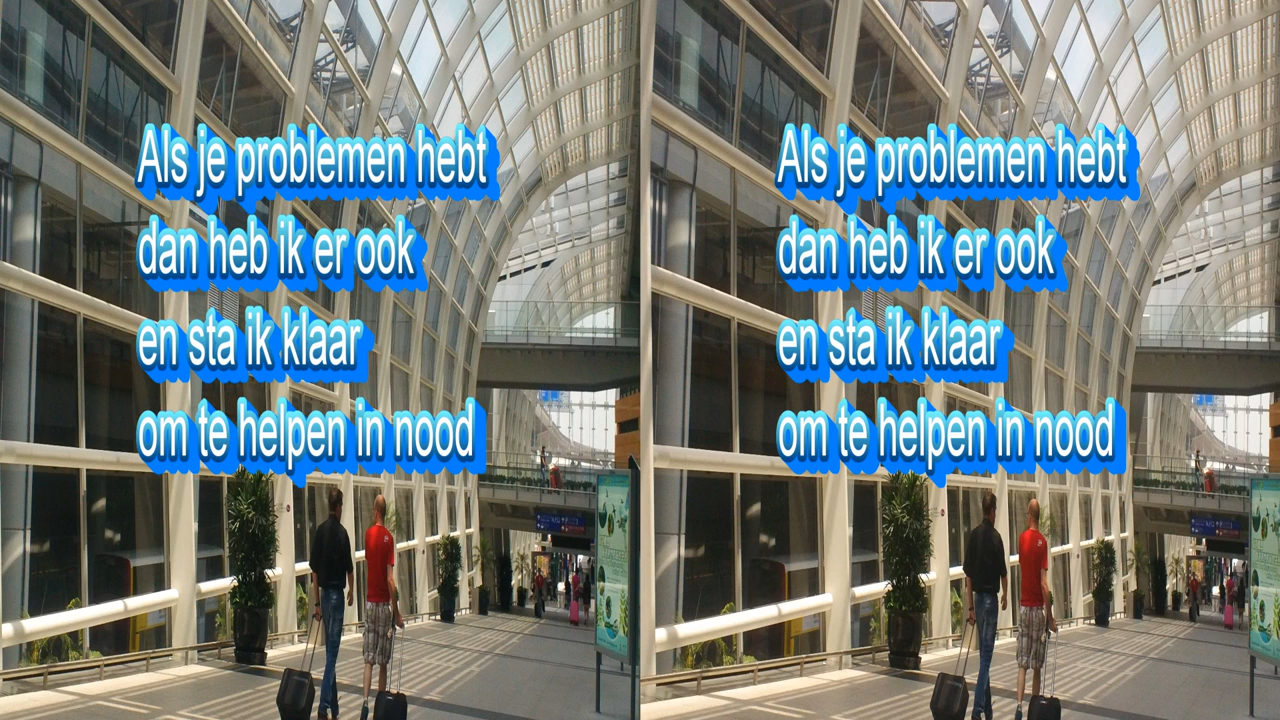 Als je problemen hebt
dan heb ik er ook
en sta ik klaar
om te helpen in nood
Als je problemen hebt
dan heb ik er ook
en sta ik klaar
om te helpen in nood